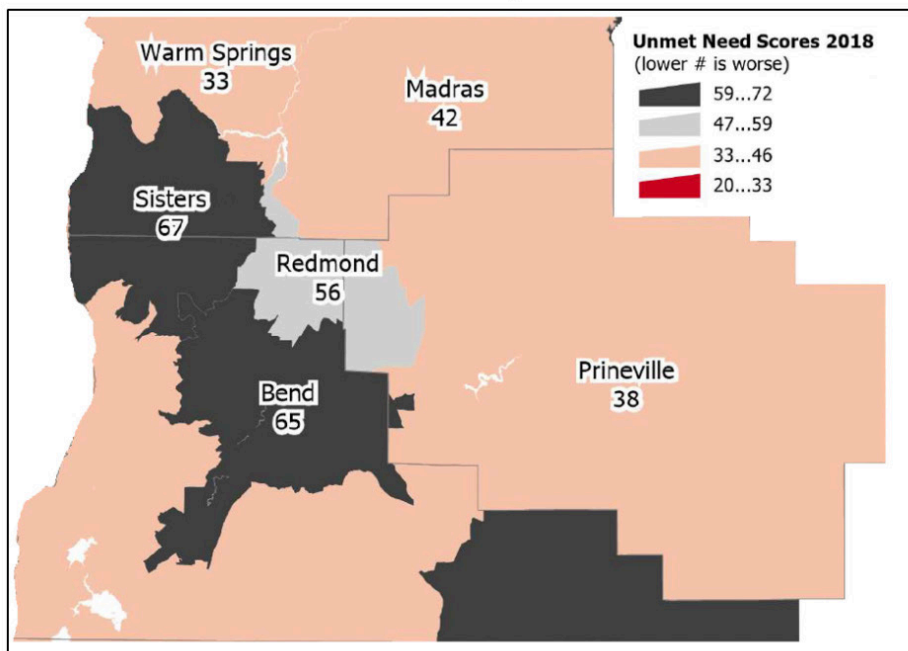 Unmet Need Scores 2018
(lower # is worse)
59...72
47...59
33...46
20...33
Warm Springs
33
Madras
42
Sisters
67
Redmond
56
Bend
65
Prineville
38